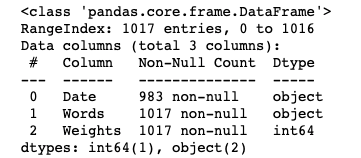 <class 'pandas.core.frame.DataFrame'>
RangeIndex: 1017 entries, 0 to 1016
Data columns (total 3 columns):
 #   Column   Non-Null Count  Dtype
---  ------   --------------  -----
 0   Date     983 non-null    object
 1   Words    1017 non-null   object
 2   Weights  1017 non-null   int64
dtypes: int64(1), object(2)